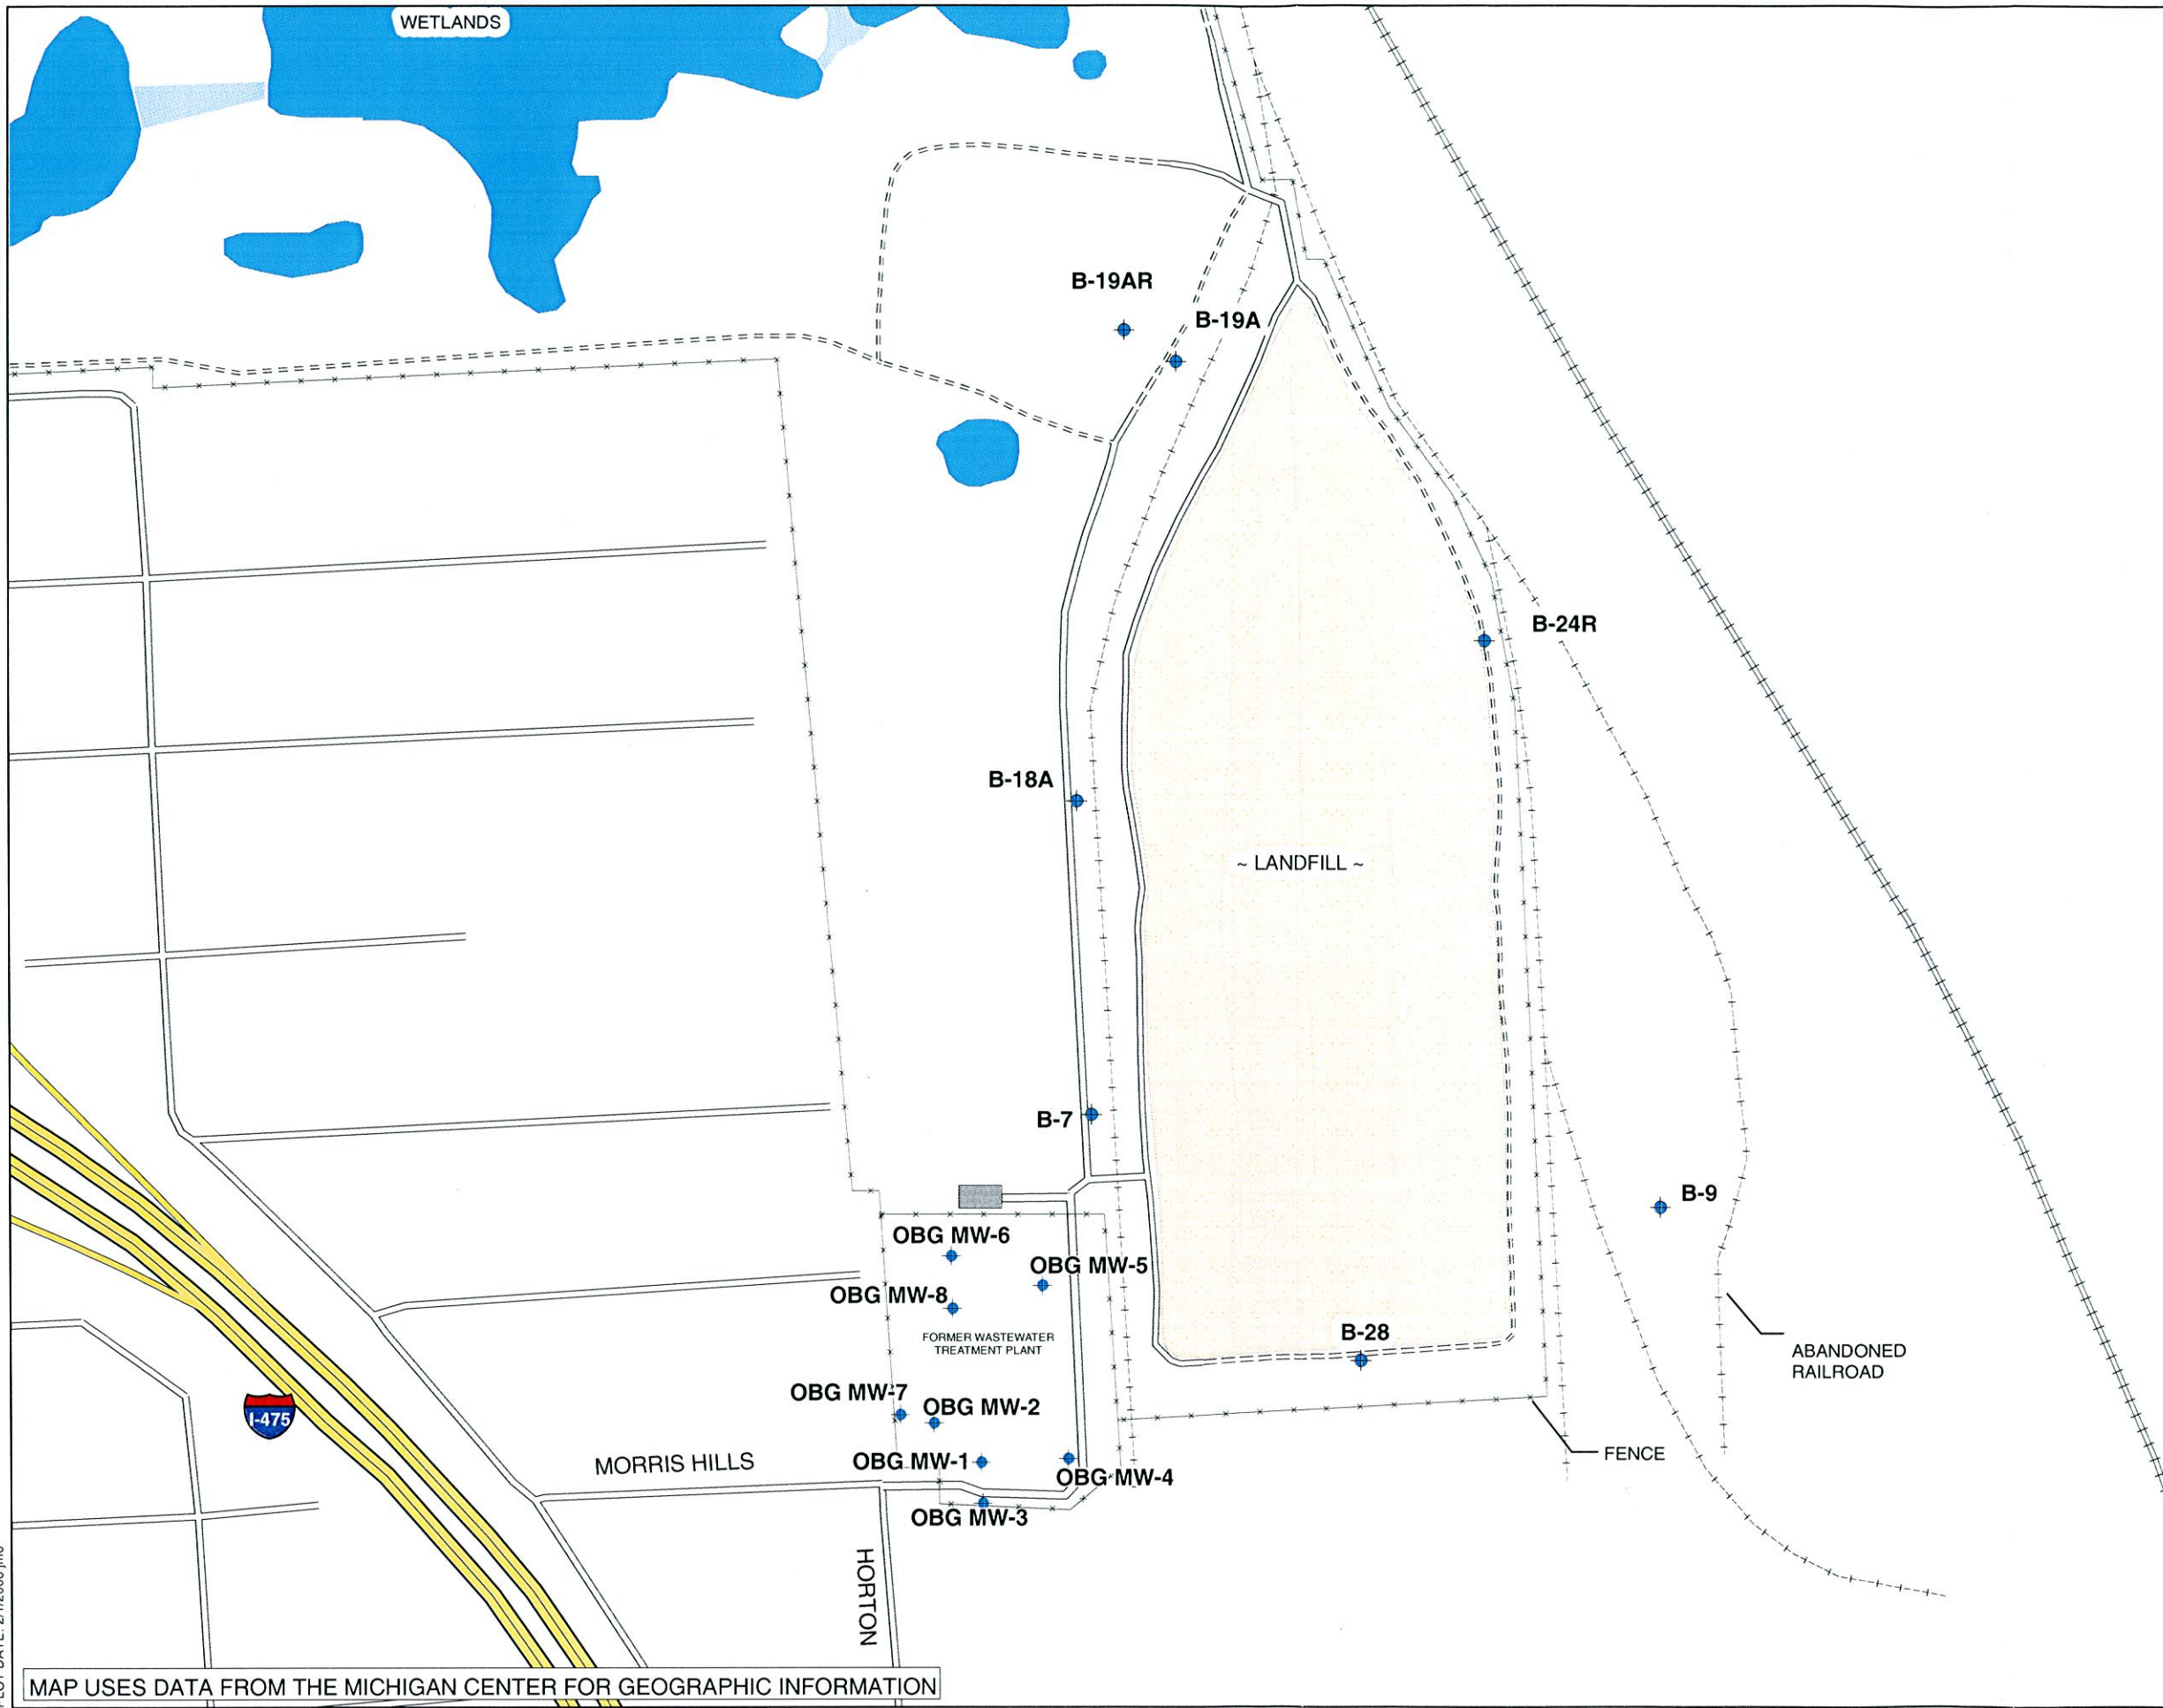 WETLANDS
B-19AR
B-19A
B-24R
B-18A
~ LANDFILL ~
B-7
B-9
OBG MW-6
OBG MW-5
OBG MW-8
FORMER WASTEWATER
TREATMENT PLANT
B-28
ABANDONED
RAILROAD
OBG MW-7
OBG MW-2
I-475
MORRIS HILLS
OBG MW-1
FENCE
OBG MW-4
OBG MW-3
HORTON
MAP USES DATA FROM THE MICHIGAN CENTER FOR GEOGRAPHIC INFORMATION